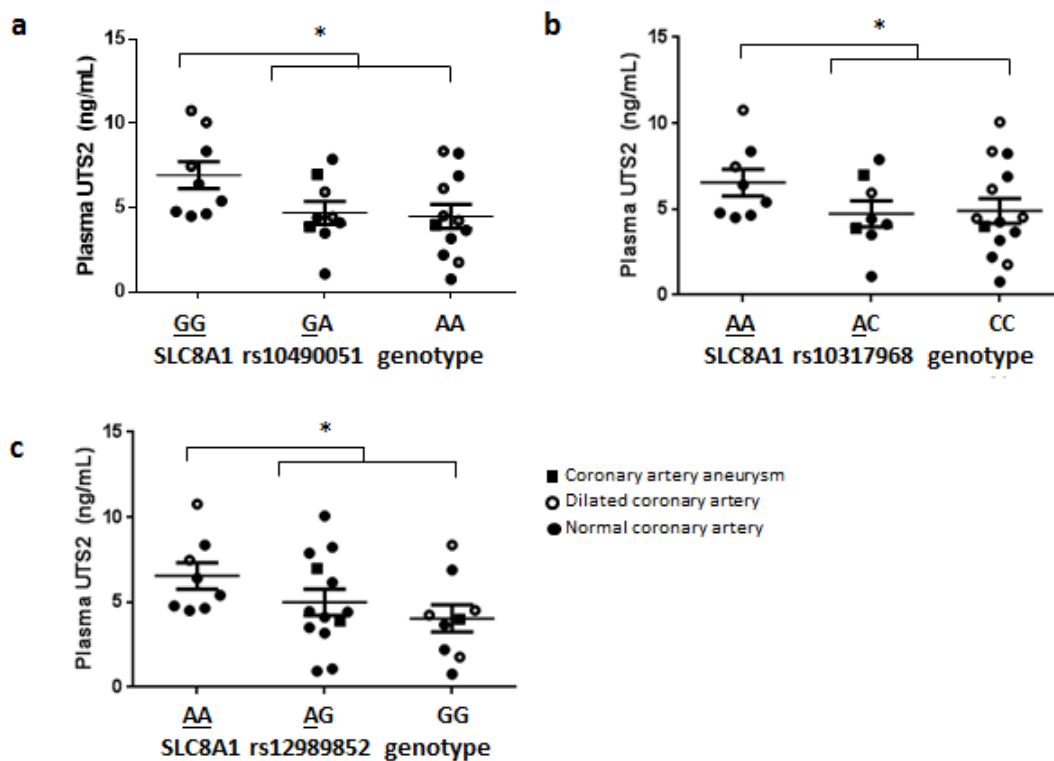 a
*
15
10
5
0
Plasma UTS2 (ng/mL)
GG GA AA
SLC8A1 rs10490051 genotype
b
*
15
10
5
0
Plasma UTS2 (ng/mL)
AA AC CC
SLC8A1 rs10317968 genotype
c
*
15
10
5
0
Plasma UTS2 (ng/mL)
AA AG GG
SLC8A1 rs12989852 genotype
Coronary artery aneurysm
Dilated coronary artery
Normal coronary artery